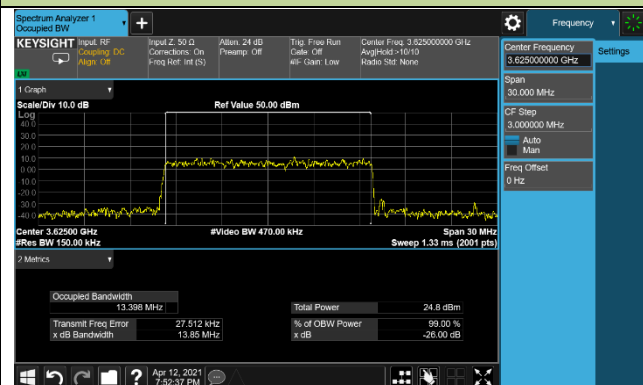 Spectrum Analyzer 1
Occupied BW
Frequency
KEYSIGHT
Input: RF
Coupling: DC
Align: Off
Input Z: 50 Ω
Corrections: On
Freq Ref: Int (S)
Atten: 24 dB
Preamp: Off
Trig: Free Run
Gate: Off
#IF Gain: Low
Center Freq: 3.625000000 GHz
Avg|Hold:>10/10
Radio Std: None
LXI
1 Graph
Scale/Div 10.0 dB
Ref Value 50.00 dBm
Log
40.0
30.0
20.0
10.0
0.00
-10.0
-20.0
-30.0
-40.0
Center 3.62500 GHz
#Video BW 470.00 kHz
Span 30 MHz
#Res BW 150.00 kHz
Sweep 1.33 ms (2001 pts)
2 Metrics
Occupied Bandwidth
13.398 MHz
Total Power
24.8 dBm
Transmit Freq Error
27.512 kHz
% of OBW Power
99.00 %
x dB Bandwidth
13.85 MHz
x dB
-26.00 dB
Apr 12, 2021
7:52:37 PM
Center Frequency
3.625000000 GHz
Settings
Span
30.000 MHz
CF Step
3.000000 MHz
Auto
Man
Freq Offset
0 Hz